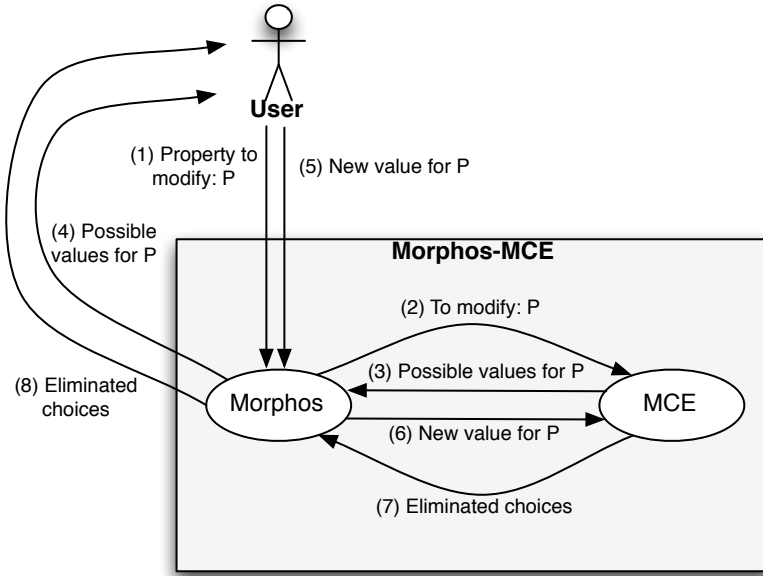 User
(1) Property to
modify: P
(5) New value for P
(4) Possible
values for P
Morphos-MCE
(2) To modify: P
(3) Possible values for P
(8) Eliminated
choices
Morphos
MCE
(6) New value for P
(7) Eliminated choices